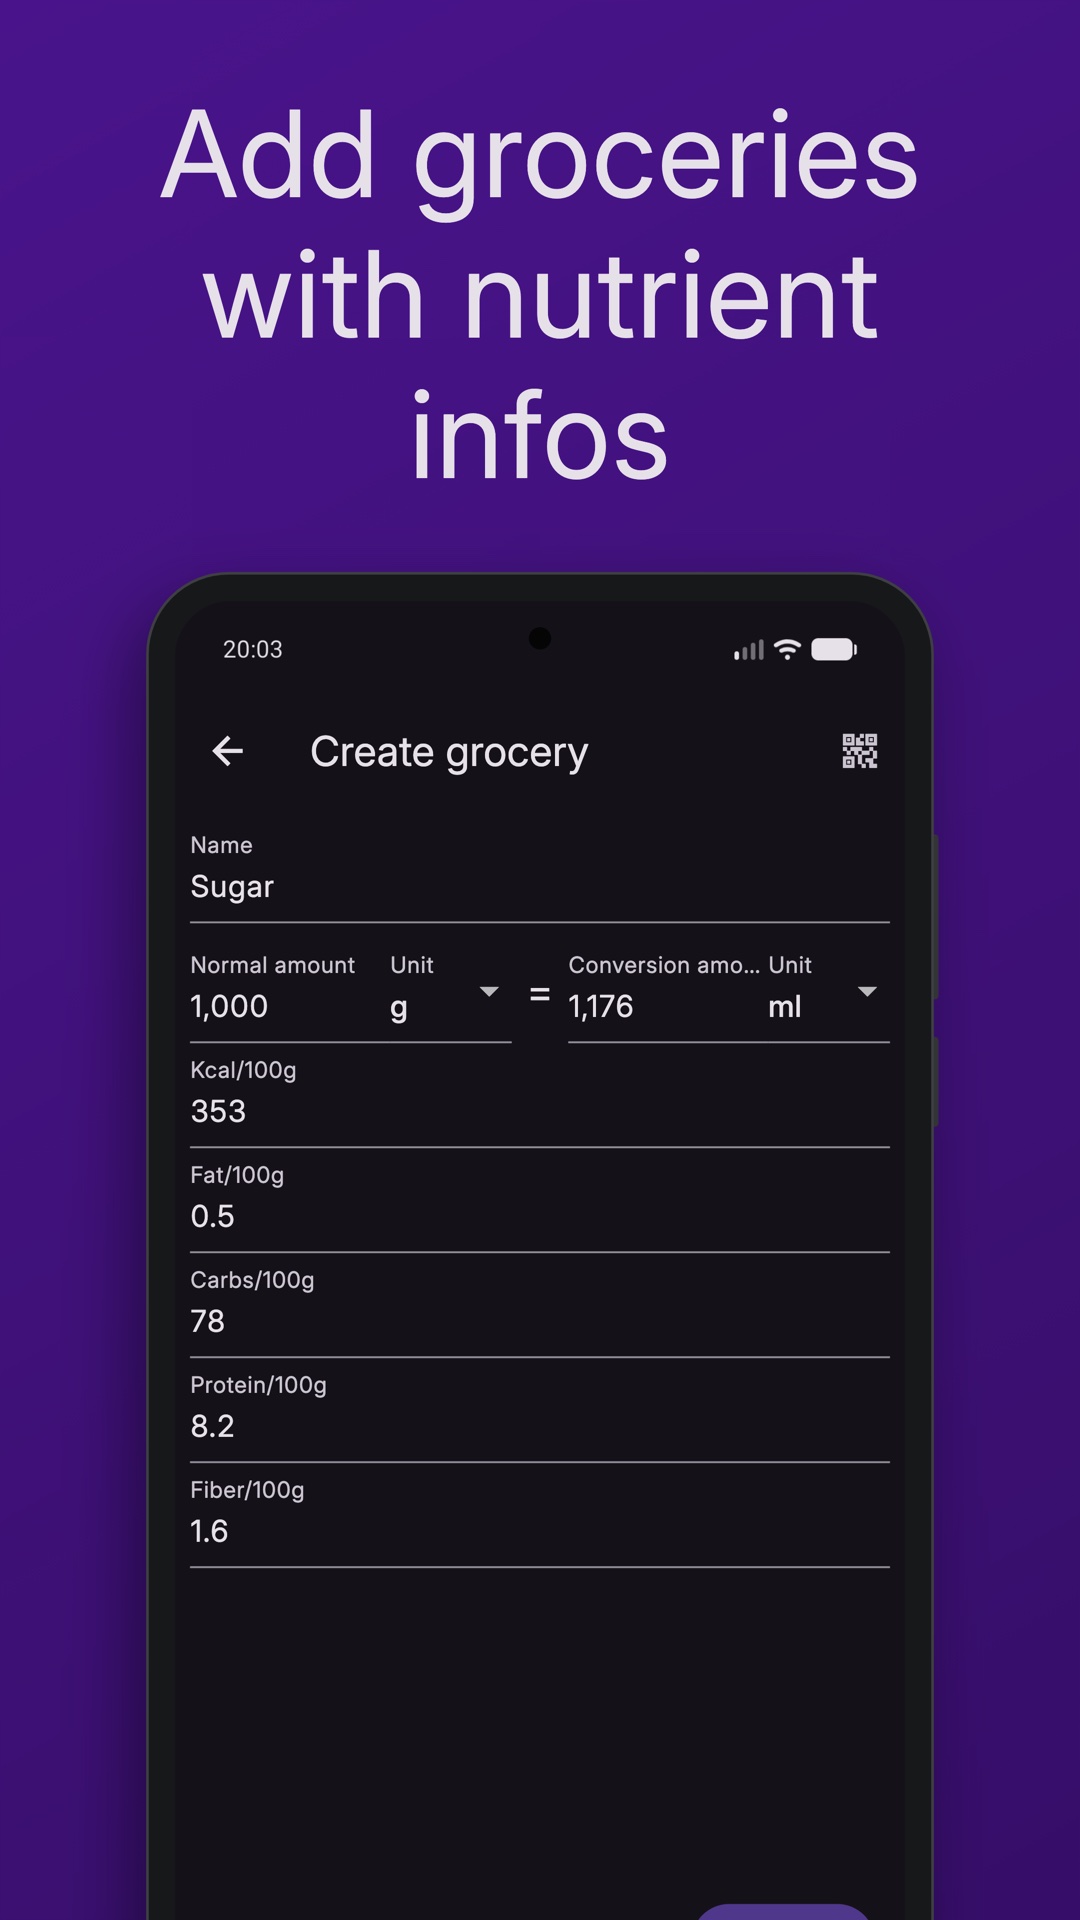 Add groceries
with nutrient
infos
20:03
Create grocery
Name
Sugar
Normal amount Unit Conversion amo... Unit
1,000 g = 1,176 ml
Kcal/100g
353
Fat/100g
0.5
Carbs/100g
78
Protein/100g
8.2
Fiber/100g
1.6